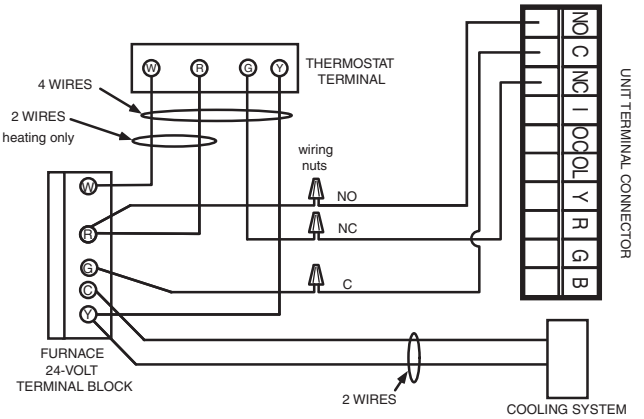 THERMOSTAT
TERMINAL
W
R
G
Y
4 WIRES
2 WIRES
heating only
wiring
nuts
NO
NC
C
W
R
G
C
Y
FURNACE
24-VOLT
TERMINAL BLOCK
2 WIRES
COOLING SYSTEM
NO
C
NC
I
OCOL
Y
R
G
B
UNIT TERMINAL CONNECTOR